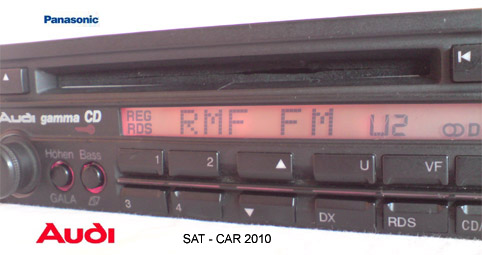 Panasonic
Audi gamma CD
REG
RDS
RMF FM U2
D
Höhen Bass
GALA
1 2 U VF
3 4 DX RDS CD/
Audi
SAT - CAR 2010